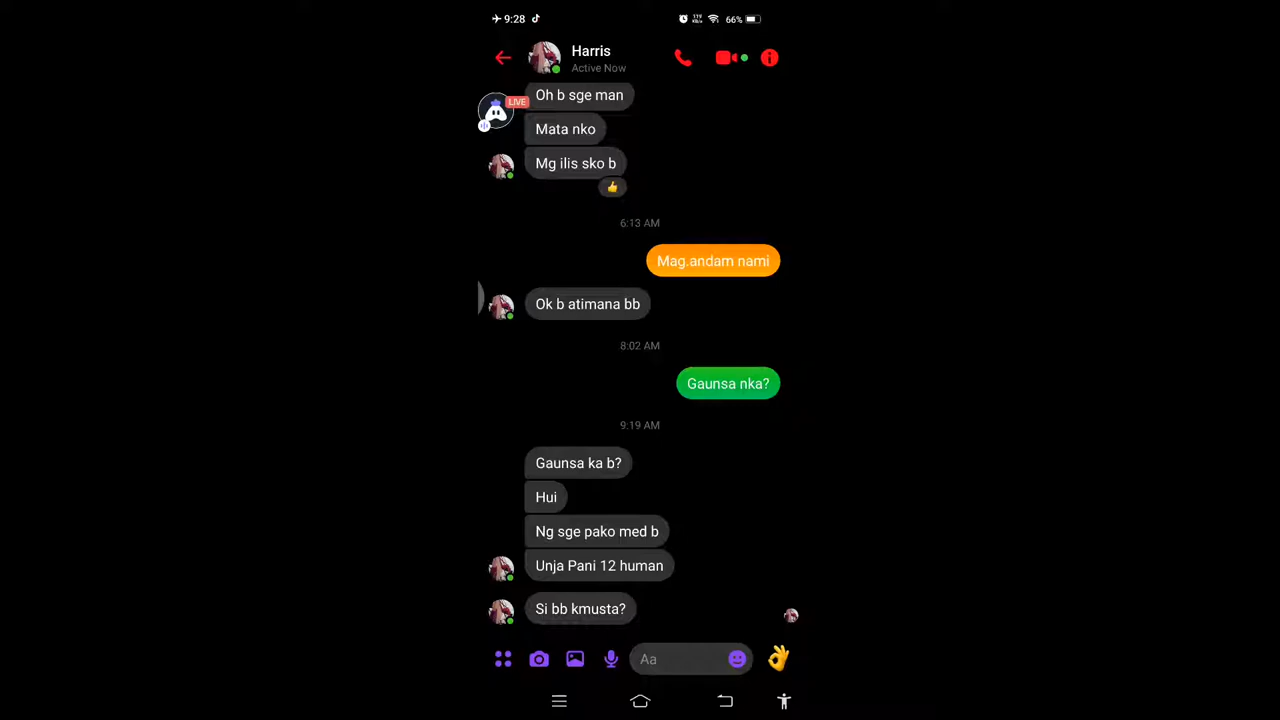 9:28
119 KB/s
66%
Harris
Active Now
Oh b sge man
LIVE
Mata nko
Mg ilis sko b
6:13 AM
Mag.andam nami
Ok b atimana bb
8:02 AM
Gaunsa nka?
9:19 AM
Gaunsa ka b?
Hui
Ng sge pako med b
Unja Pani 12 human
Si bb kmusta?
Aa